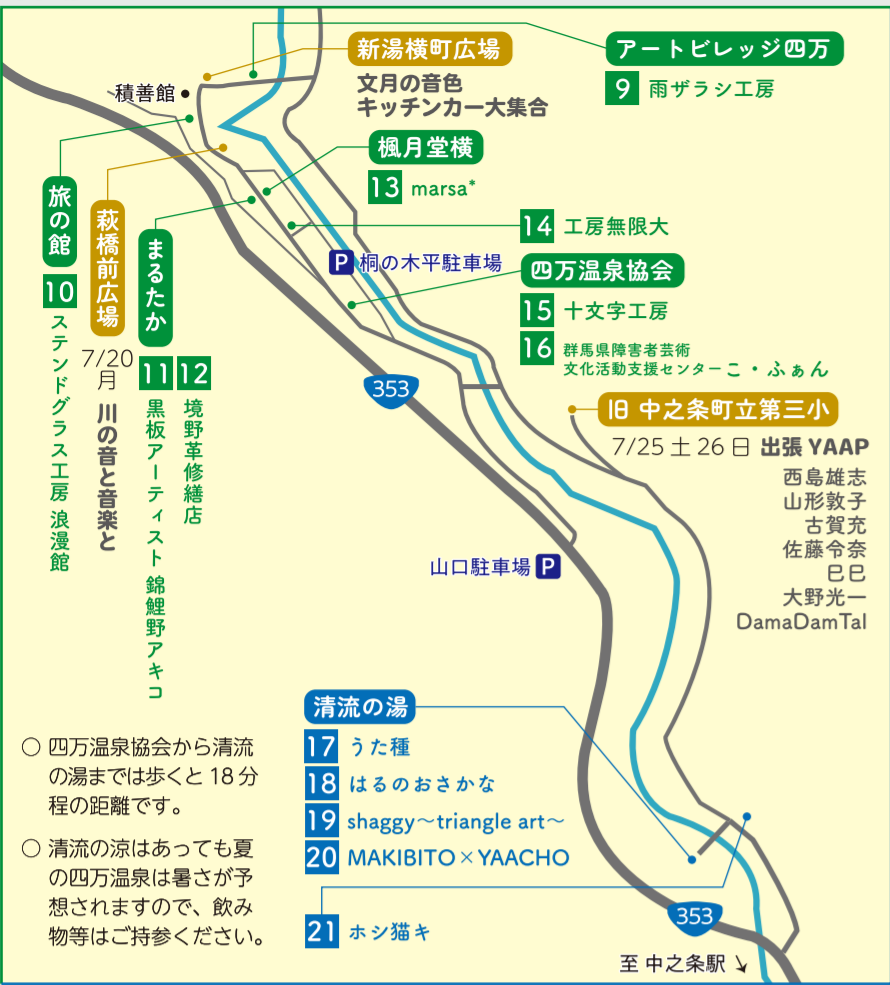 新湯横町広場
文月の音色
キッチンカー大集合
アートビレッジ四万
9 雨ザラシ工房
積善館
楓月堂横
13 marsa*
14 工房無限大
P 桐の木平駐車場
四万温泉協会
15 十文字工房
16 群馬県障害者芸術
文化活動支援センターこ・ふぁん
旅の館
10
ステンドグラス工房 浪漫館
萩橋前広場
7/20
月
川の音と音楽と
まるたか
11
黒板アーティスト 錦鯉野アキコ
12
境野革修繕店
353
旧 中之条町立第三小
7/25 土 26 日 出張 YAAP
西島雄志
山形敦子
古賀充
佐藤令奈
巳巳
大野光一
DamaDamTal
山口駐車場 P
清流の湯
17 うた種
18 はるのおさかな
19 shaggy〜triangle art〜
20 MAKIBITO×YAACHO
21 ホシ猫キ
353
至 中之条駅 ↘
○ 四万温泉協会から清流
の湯までは歩くと 18 分
程の距離です。
○ 清流の涼はあっても夏
の四万温泉は暑さが予
想されますので、飲み
物等はご持参ください。